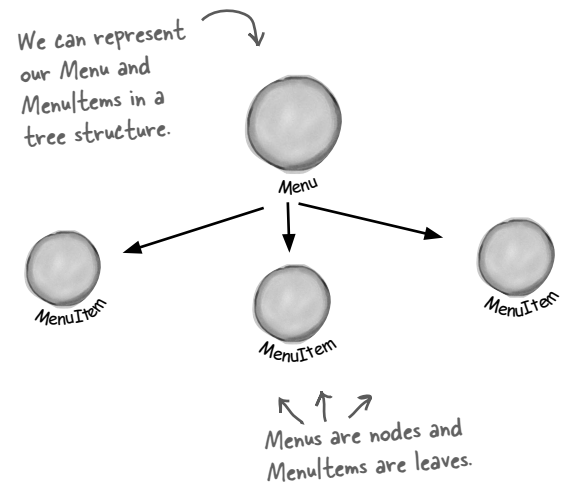 We can represent
our Menu and
MenuItems in a
tree structure.
Menu
MenuItem
MenuItem
MenuItem
Menus are nodes and
MenuItems are leaves.